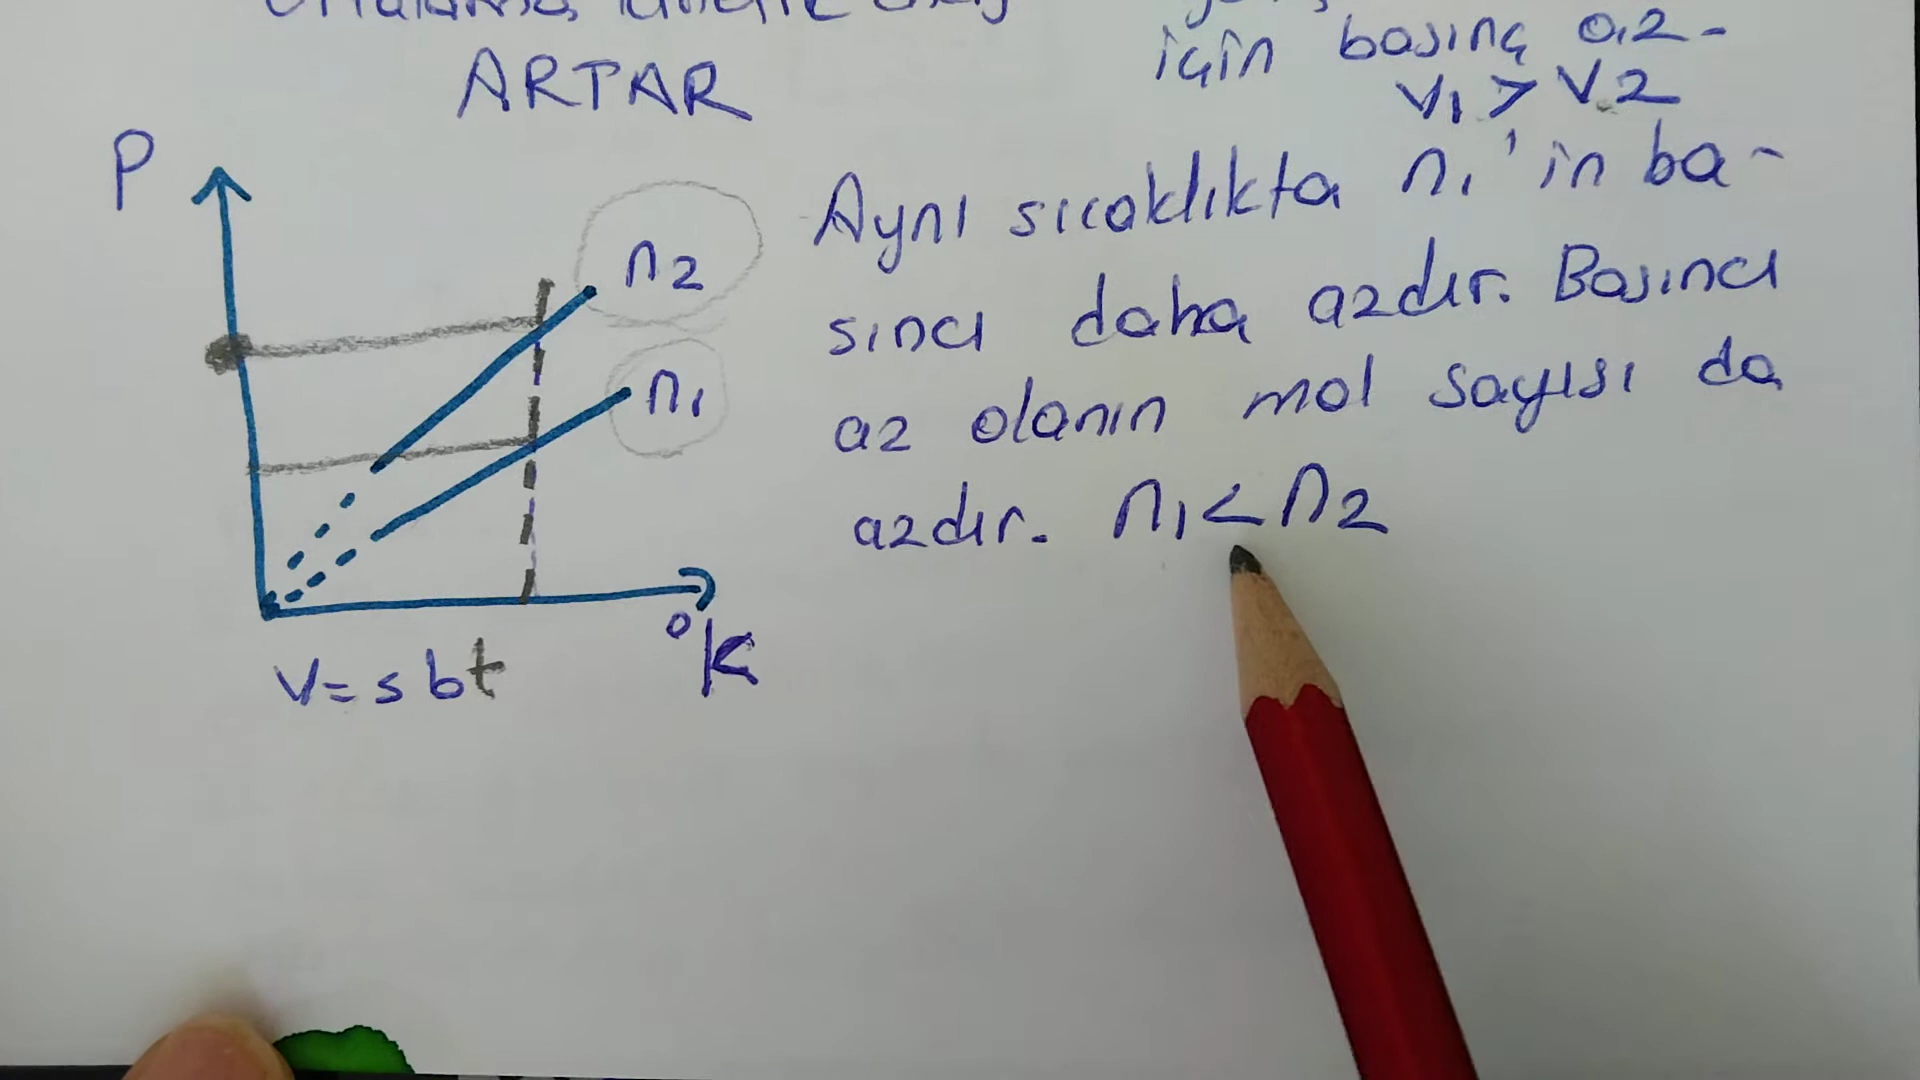 ARTAR
için basınç az-
V1 > V2
P
n2
n1
°K
V=sbt
Aynı sıcaklıkta n1'in ba-
sıncı daha azdır. Basıncı
az olanın mol sayısı da
azdır. n1<n2